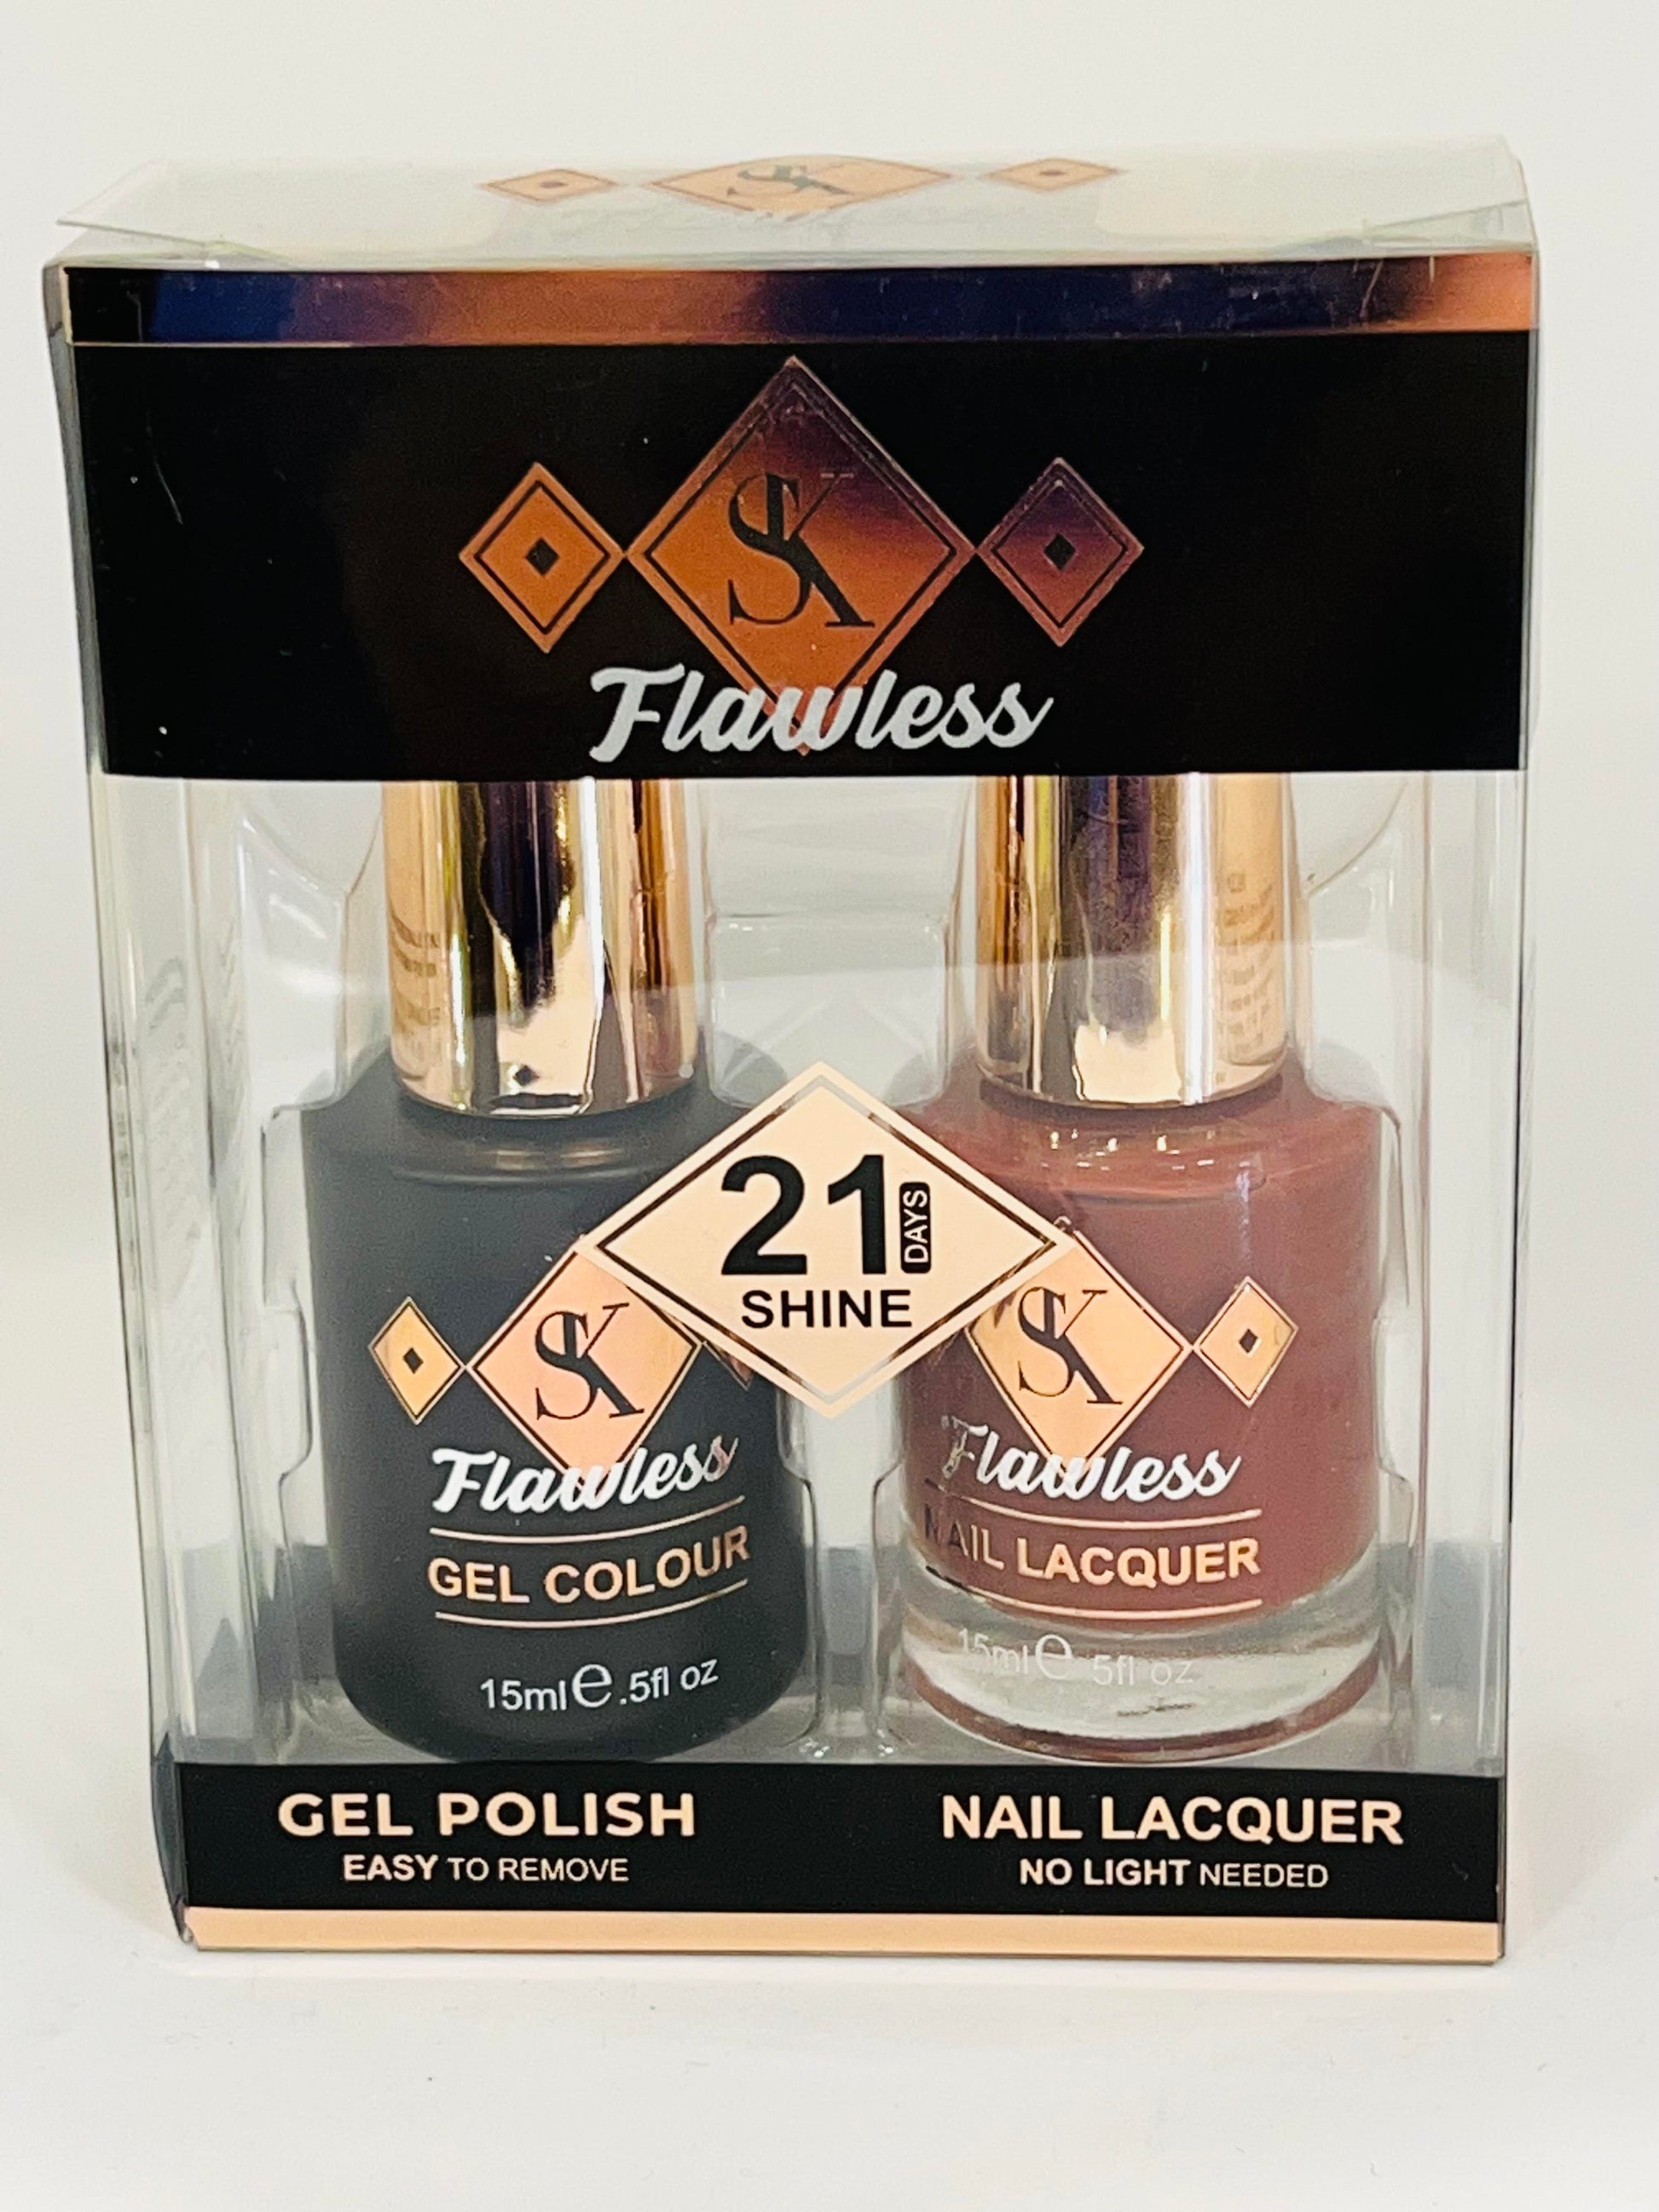 SK
SK
Flawless
21 DAYS
SHINE
SK
Flawless
GEL COLOUR
15ml e .5fl oz
SK
Flawless
NAIL LACQUER
15ml e .5fl oz
GEL POLISH
EASY TO REMOVE
NAIL LACQUER
NO LIGHT NEEDED